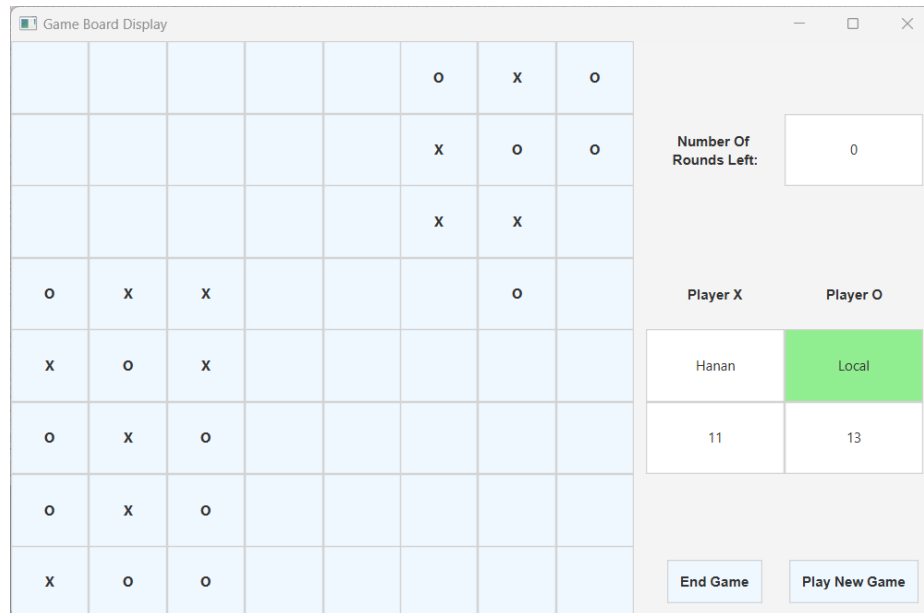 Game Board Display
O X O
X O O
Number Of
Rounds Left:
0
X X
O X X O
Player X Player O
X O X
Hanan Local
O X O
11 13
O X O
X O O
End Game Play New Game